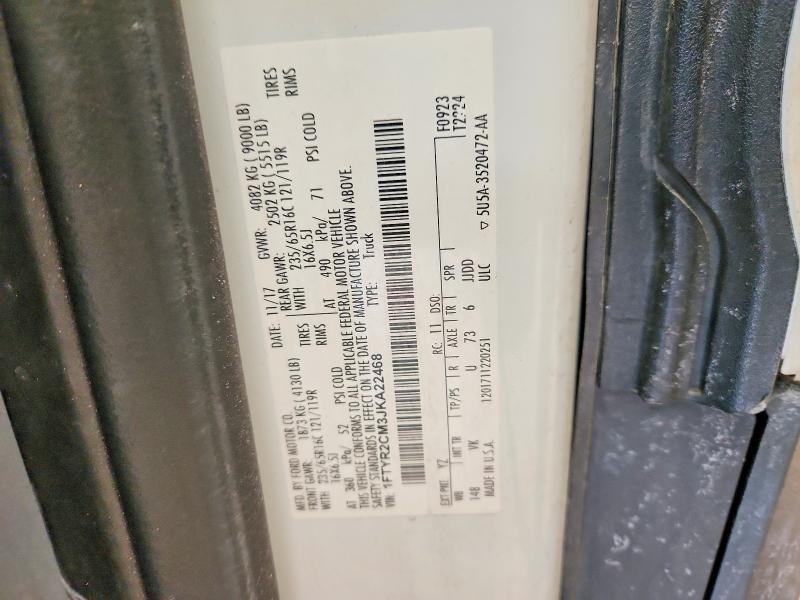 MFD. BY FORD MOTOR CO.
DATE: 11/17 GVWR: 4082 KG ( 9000 LB)
FRONT GAWR: 1873 KG ( 4130 LB) REAR GAWR: 2502 KG ( 5515 LB)
WITH 235/65R16C 121/119R TIRES WITH 235/65R16C 121/119R TIRES
16X6.5J RIMS 16X6.5J RIMS
AT 360 kPa/ 52 PSI COLD AT 490 kPa/ 71 PSI COLD
THIS VEHICLE CONFORMS TO ALL APPLICABLE FEDERAL MOTOR VEHICLE
SAFETY STANDARDS IN EFFECT ON THE DATE OF MANUFACTURE SHOWN ABOVE.
VIN: 1FTYR2CM3JKA22468 TYPE: Truck
F0923
T2224
EXT PNT YZ RC: 11 DSO:
WB INT TR TP/PS R AXLE TR SPR
148 VK U 73 6 JJDD
MADE IN U.S.A. 1201711220251 ULC ▽ 5U5A-3520472-AA